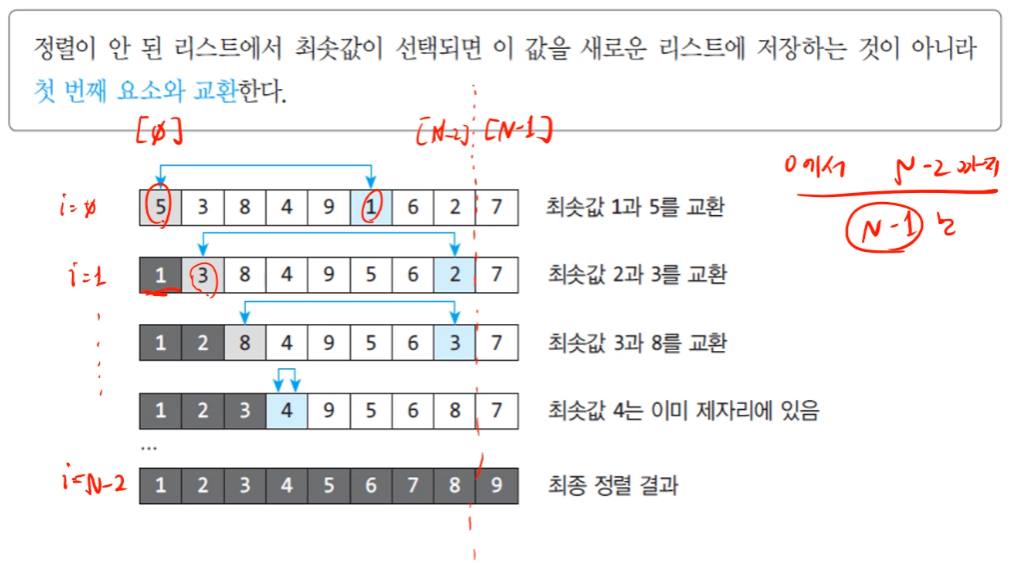 정렬이 안 된 리스트에서 최솟값이 선택되면 이 값을 새로운 리스트에 저장하는 것이 아니라
첫 번째 요소와 교환한다.
[0] [N-2] [N-1]
0에서 N-2까지
N-1번
i=0 5 3 8 4 9 1 6 2 7 최솟값 1과 5를 교환
i=1 1 3 8 4 9 5 6 2 7 최솟값 2과 3를 교환
1 2 8 4 9 5 6 3 7 최솟값 3과 8를 교환
1 2 3 4 9 5 6 8 7 최솟값 4는 이미 제자리에 있음
...
i=N-2 1 2 3 4 5 6 7 8 9 최종 정렬 결과